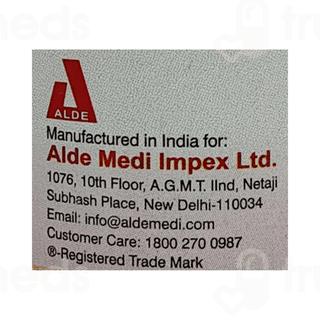 ALDE
Manufactured in India for:
Alde Medi Impex Ltd.
1076, 10th Floor, A.G.M.T. IInd, Netaji
Subhash Place, New Delhi-110034
Email: info@aldemedi.com
Customer Care: 1800 270 0987
®-Registered Trade Mark